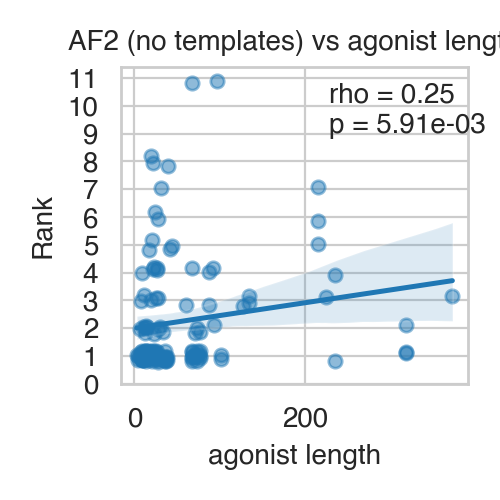 AF2 (no templates) vs agonist lengt
rho = 0.25
p = 5.91e-03
Rank
11
10
9
8
7
6
5
4
3
2
1
0
0
200
agonist length